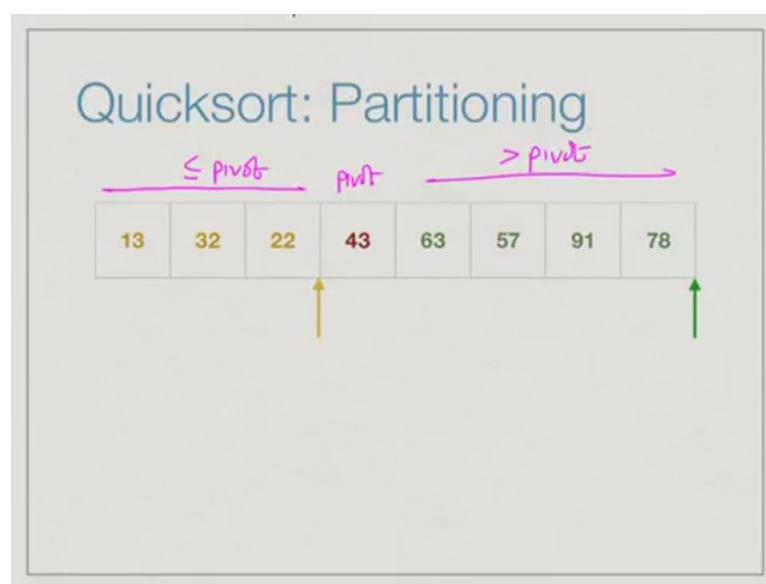 Quicksort: Partitioning
≤ pivot pivot > pivot
13 32 22 43 63 57 91 78